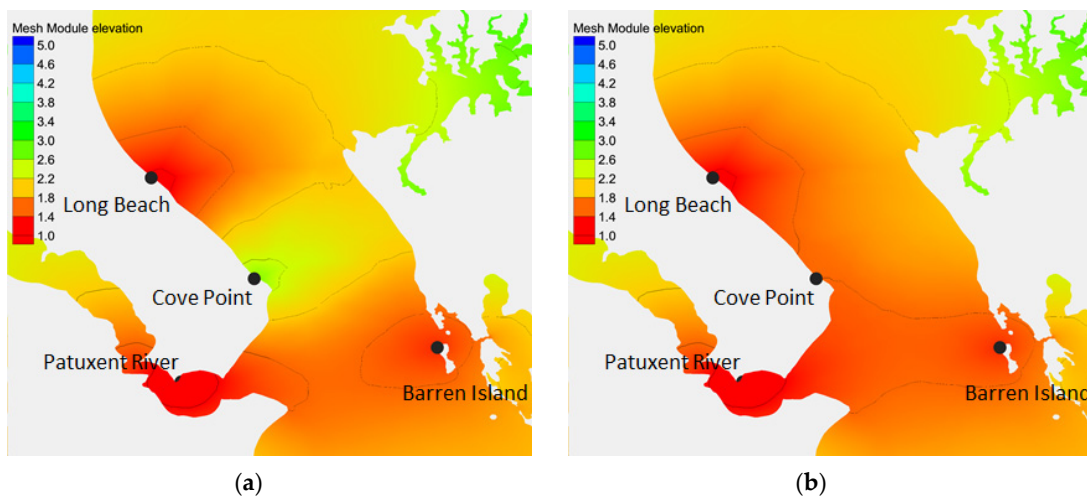 Mesh Module elevation
5.0
4.6
4.2
3.8
3.4
3.0
2.6
2.2
1.8
1.4
1.0
Long Beach
Cove Point
Patuxent River
Barren Island
(a)
Mesh Module elevation
5.0
4.6
4.2
3.8
3.4
3.0
2.6
2.2
1.8
1.4
1.0
Long Beach
Cove Point
Patuxent River
Barren Island
(b)